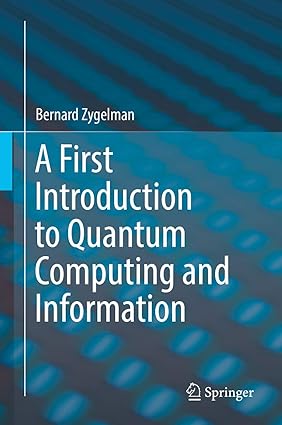 Bernard Zygelman
A First
Introduction
to Quantum
Computing and
Information
Springer